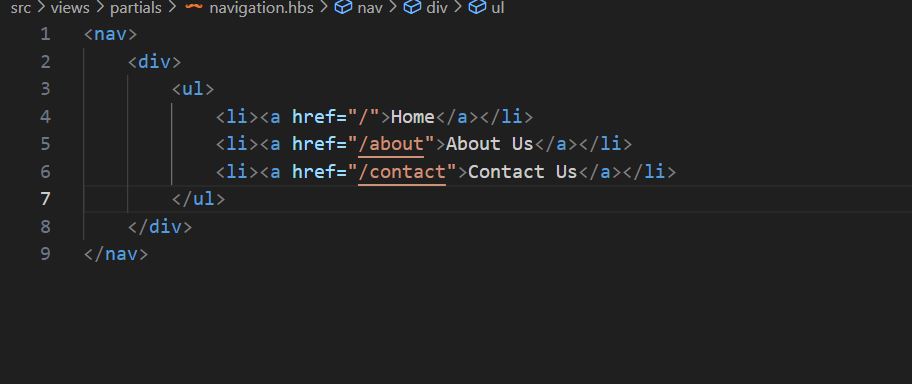 src > views > partials > navigation.hbs > nav > div > ul
1 <nav>
2     <div>
3         <ul>
4             <li><a href="/">Home</a></li>
5             <li><a href="/about">About Us</a></li>
6             <li><a href="/contact">Contact Us</a></li>
7         </ul>
8     </div>
9 </nav>